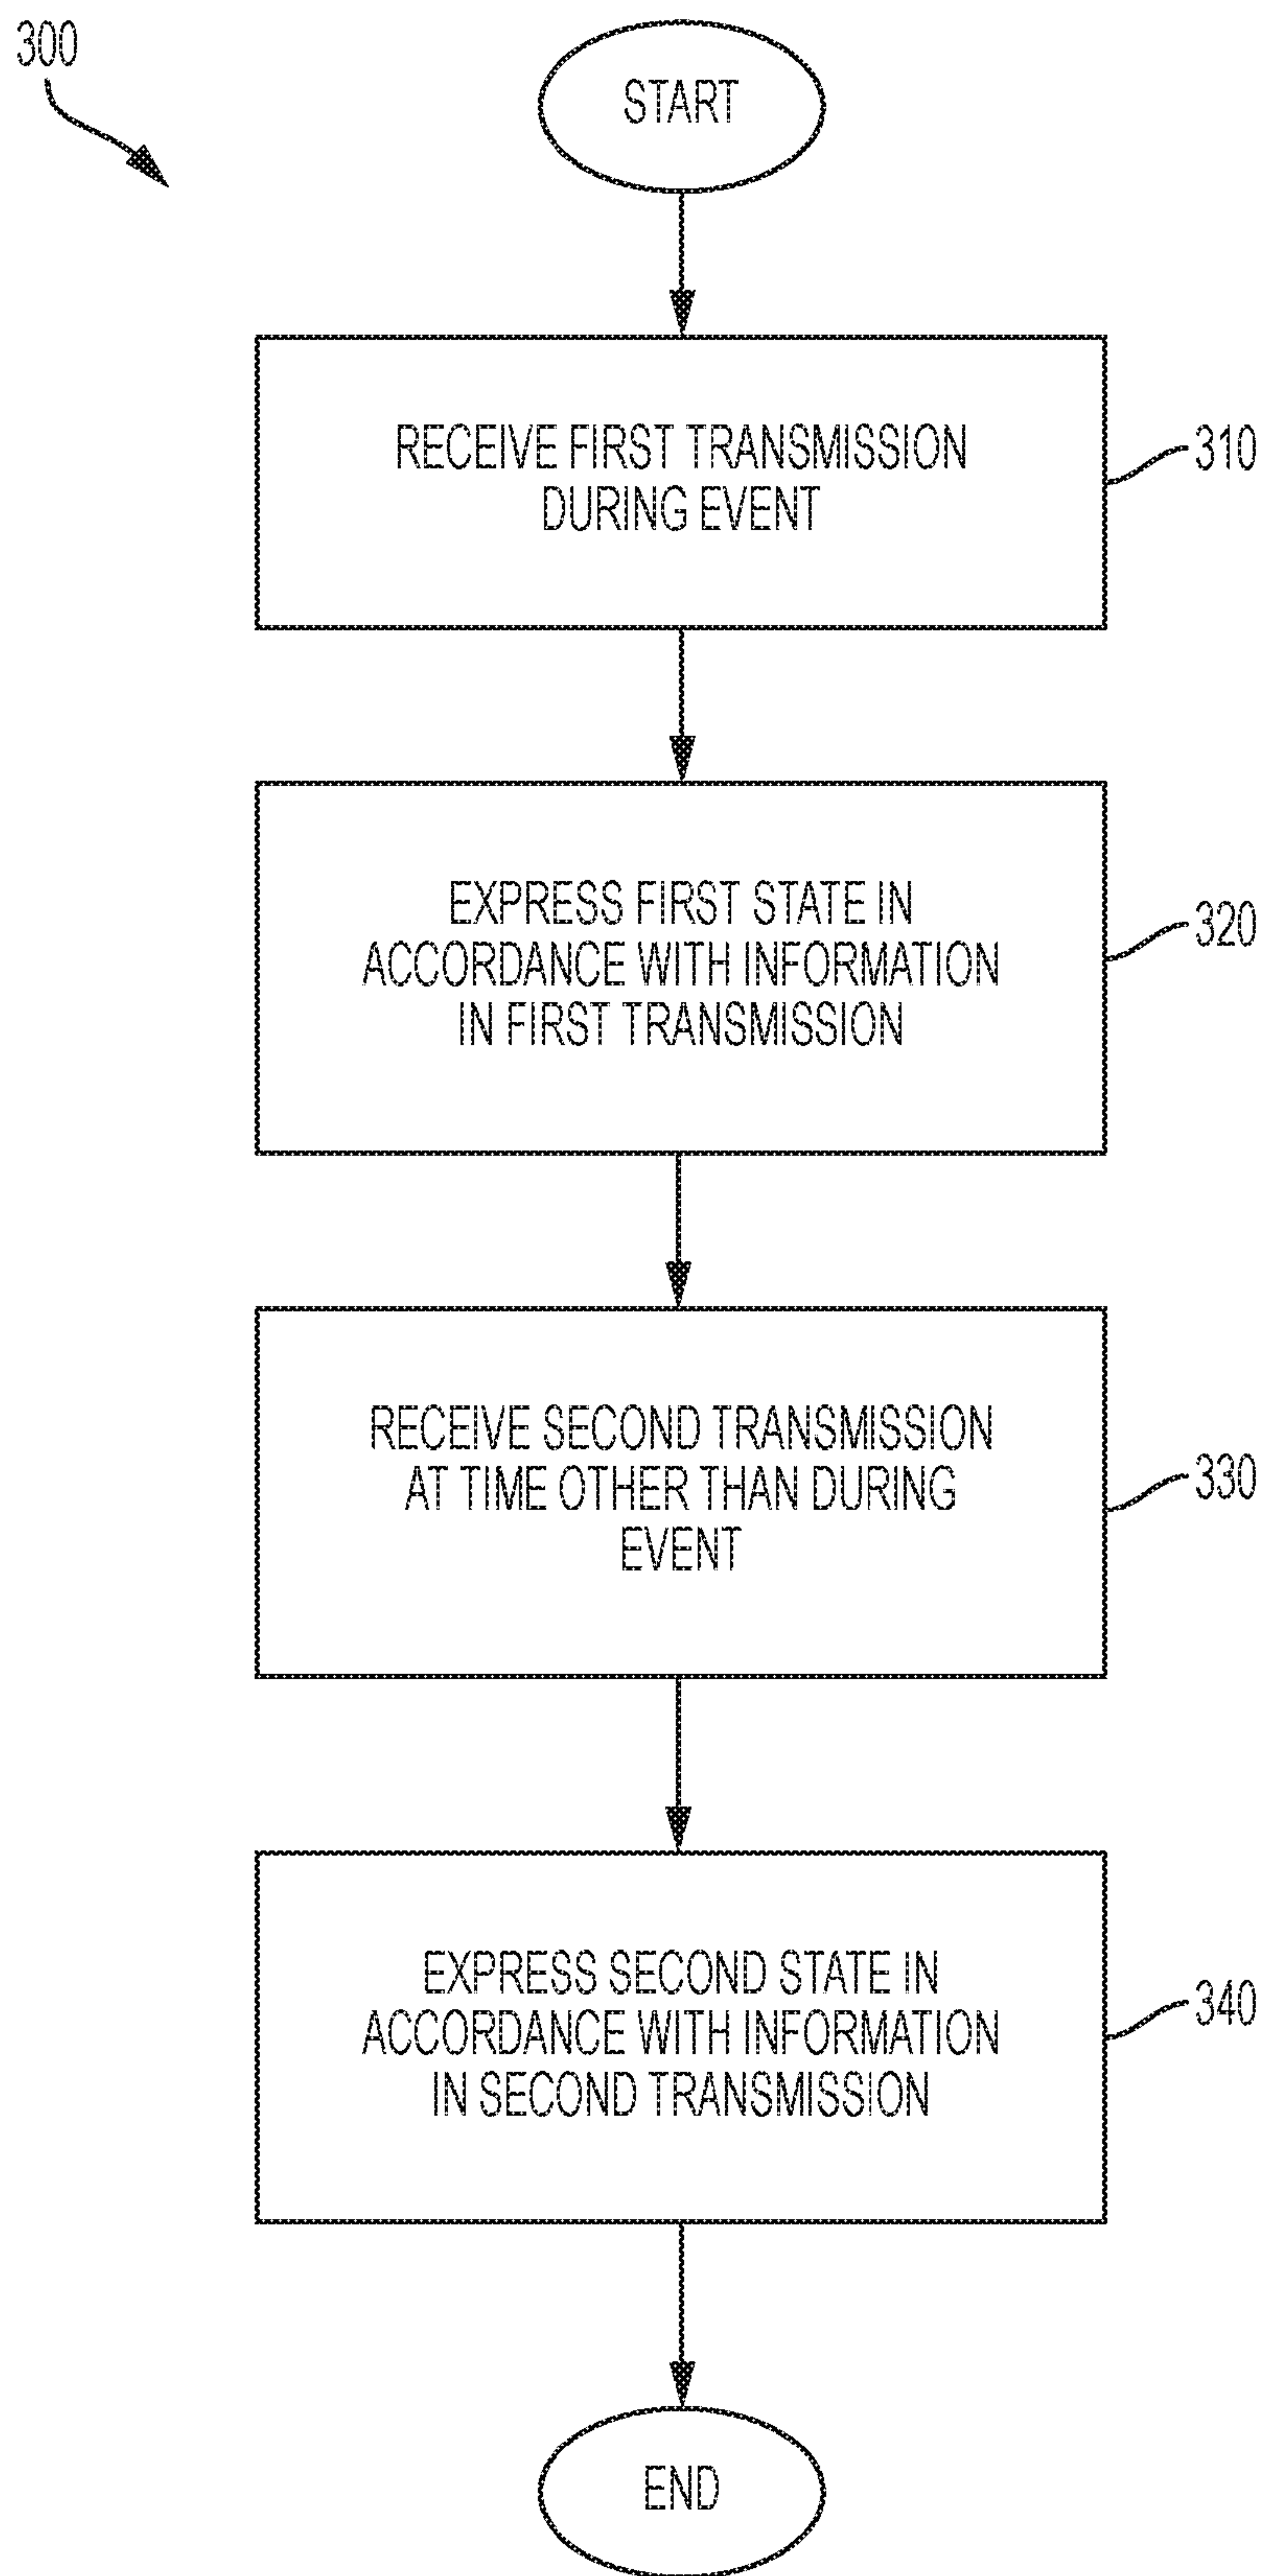 300
START
RECEIVE FIRST TRANSMISSION
DURING EVENT
310
EXPRESS FIRST STATE IN
ACCORDANCE WITH INFORMATION
IN FIRST TRANSMISSION
320
RECEIVE SECOND TRANSMISSION
AT TIME OTHER THAN DURING
EVENT
330
EXPRESS SECOND STATE IN
ACCORDANCE WITH INFORMATION
IN SECOND TRANSMISSION
340
END